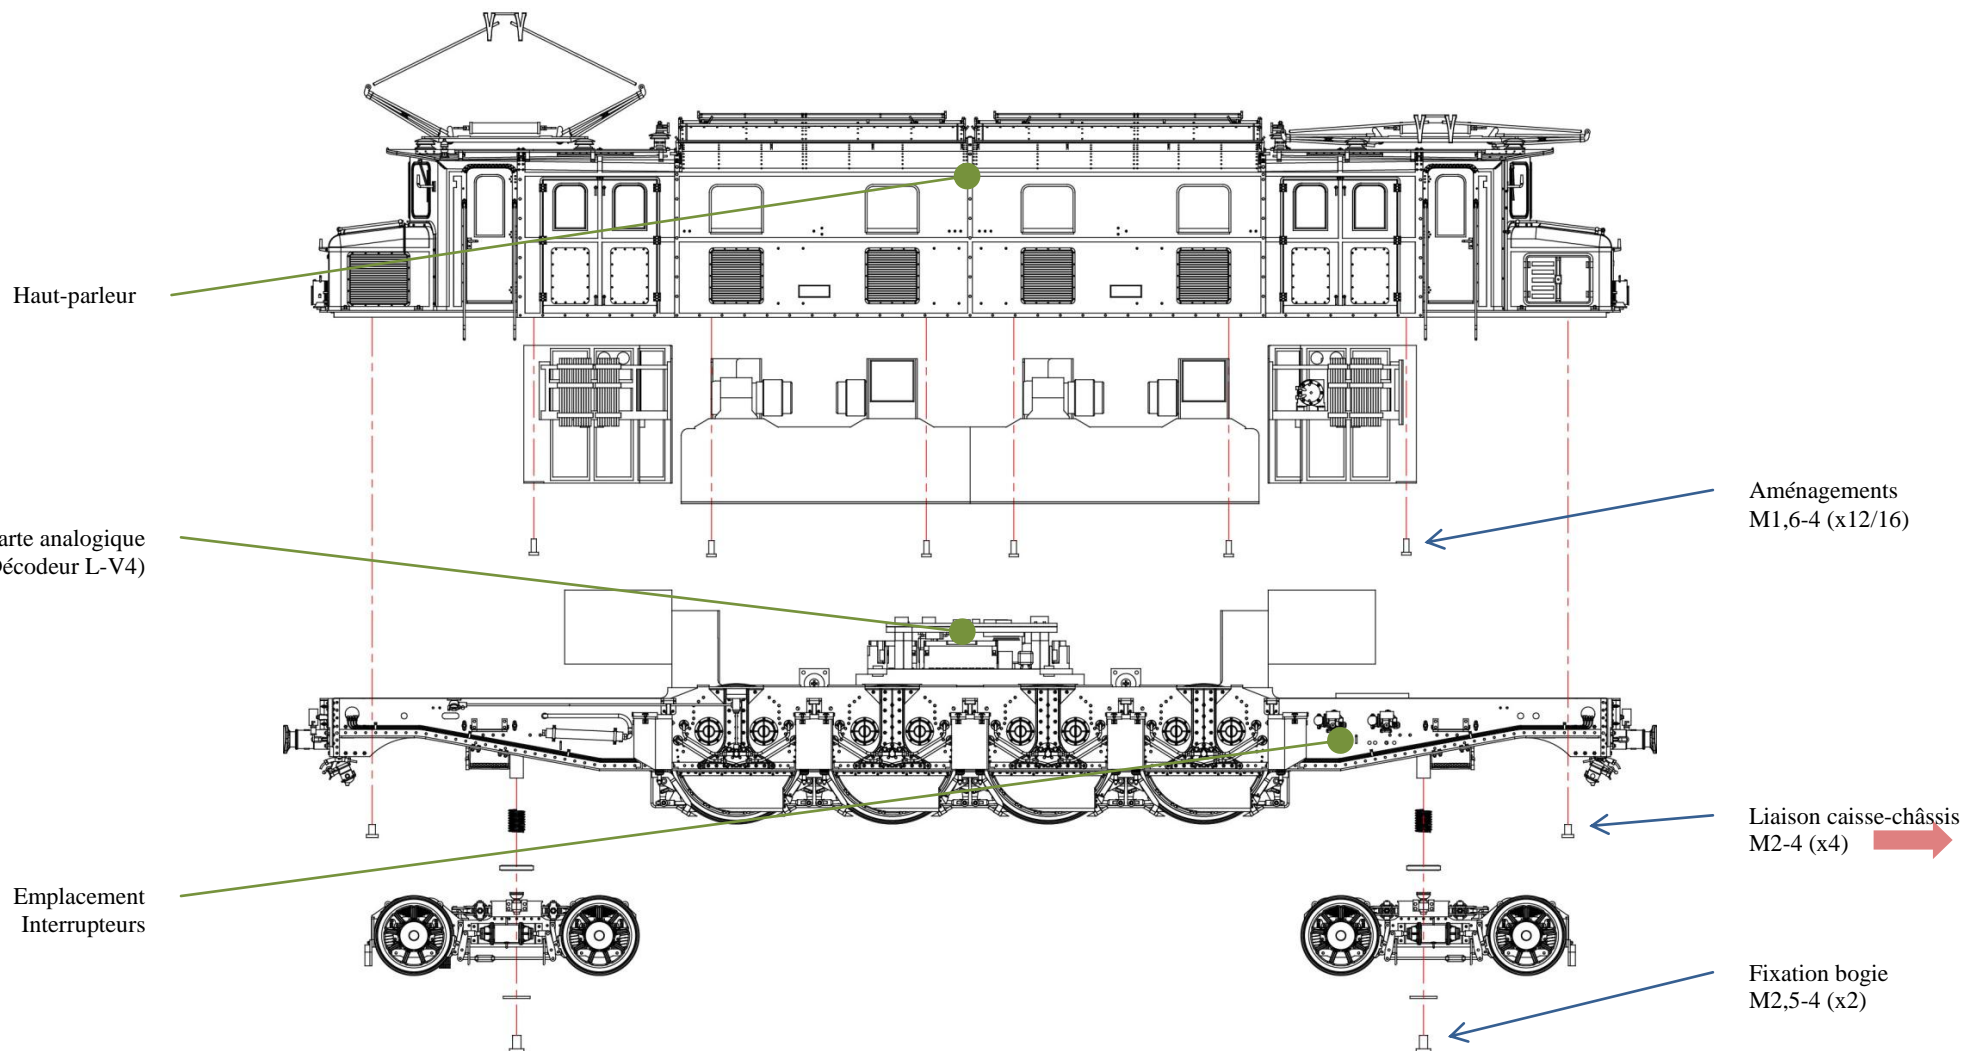 Haut-parleur
arte analogique
écodeur L-V4)
Emplacement
Interrupteurs
Aménagements
M1,6-4 (x12/16)
Liaison caisse-châssis
M2-4 (x4)
Fixation bogie
M2,5-4 (x2)